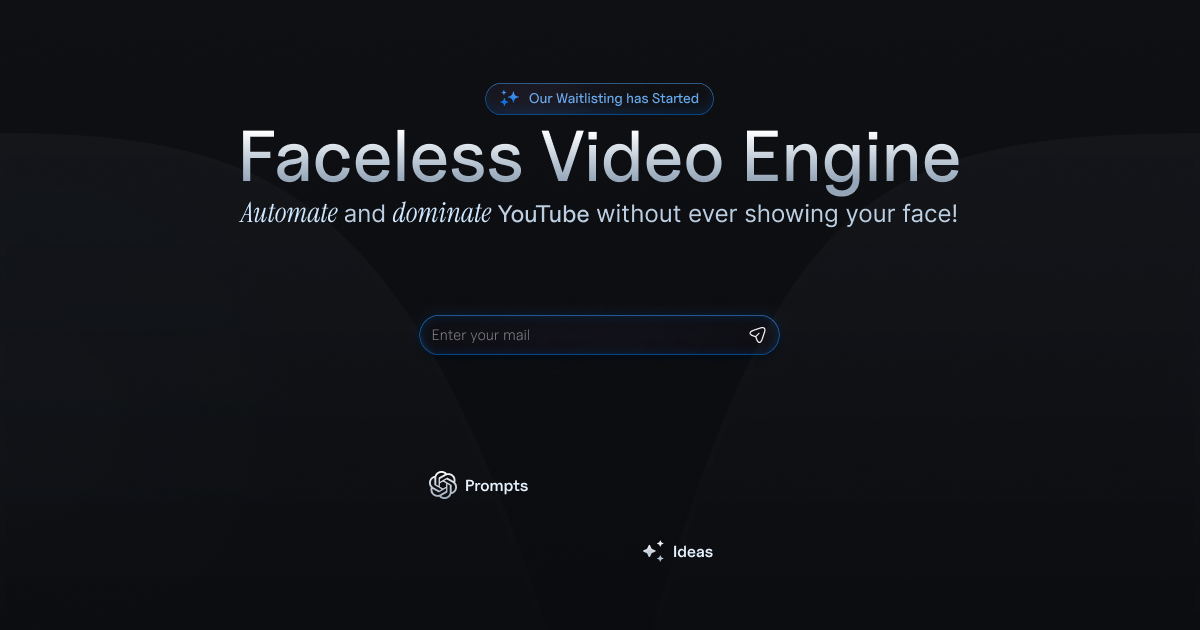 Our Waitlisting has Started
Faceless Video Engine
Automate and dominate YouTube without ever showing your face!
Enter your mail
Prompts
Ideas